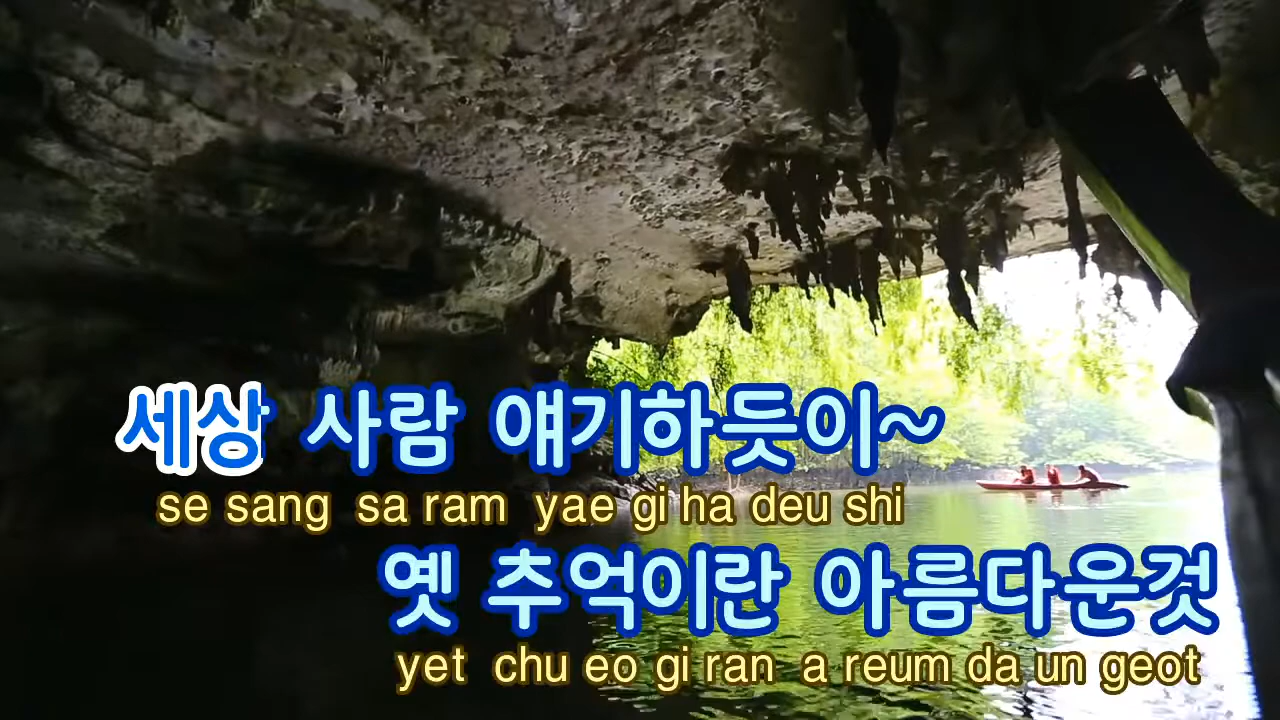 세상 사람 얘기하듯이~
se sang sa ram yae gi ha deu shi
옛 추억이란 아름다운것
yet chu eo gi ran a reum da un geot